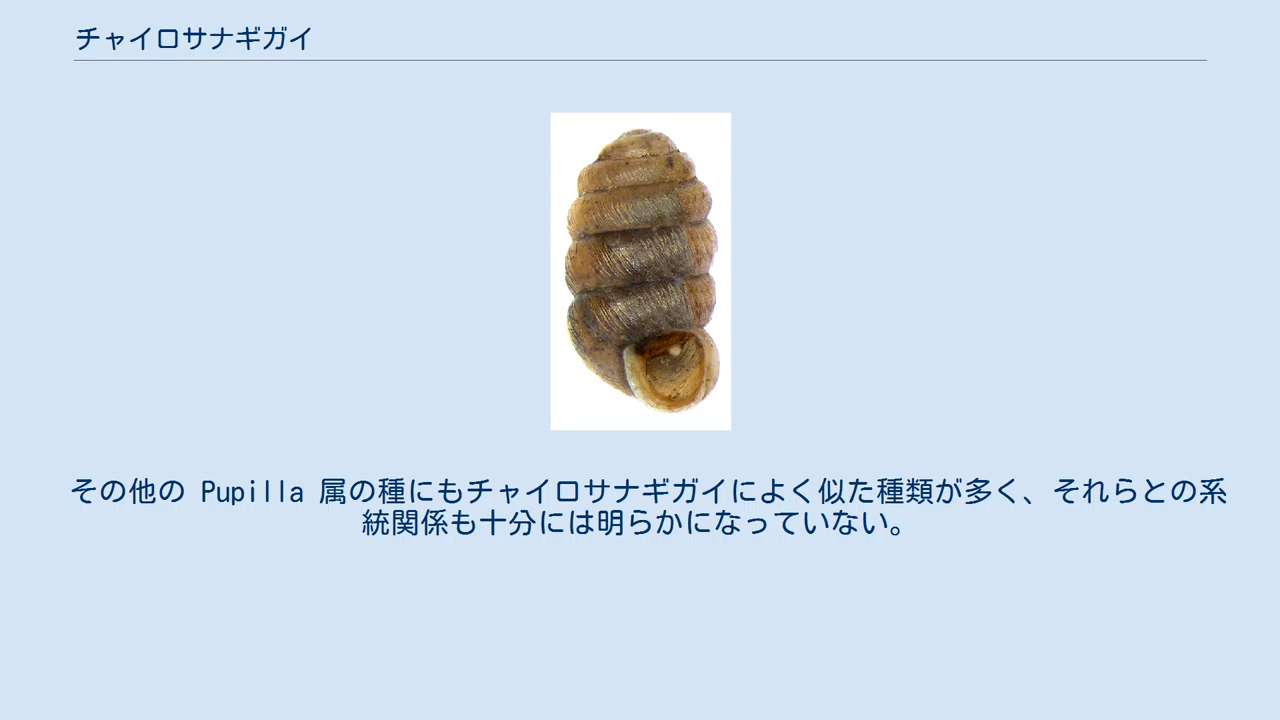 チャイロサナギガイ
その他の Pupilla 属の種にもチャイロサナギガイによく似た種類が多く、それらとの系
統関係も十分には明らかになっていない。